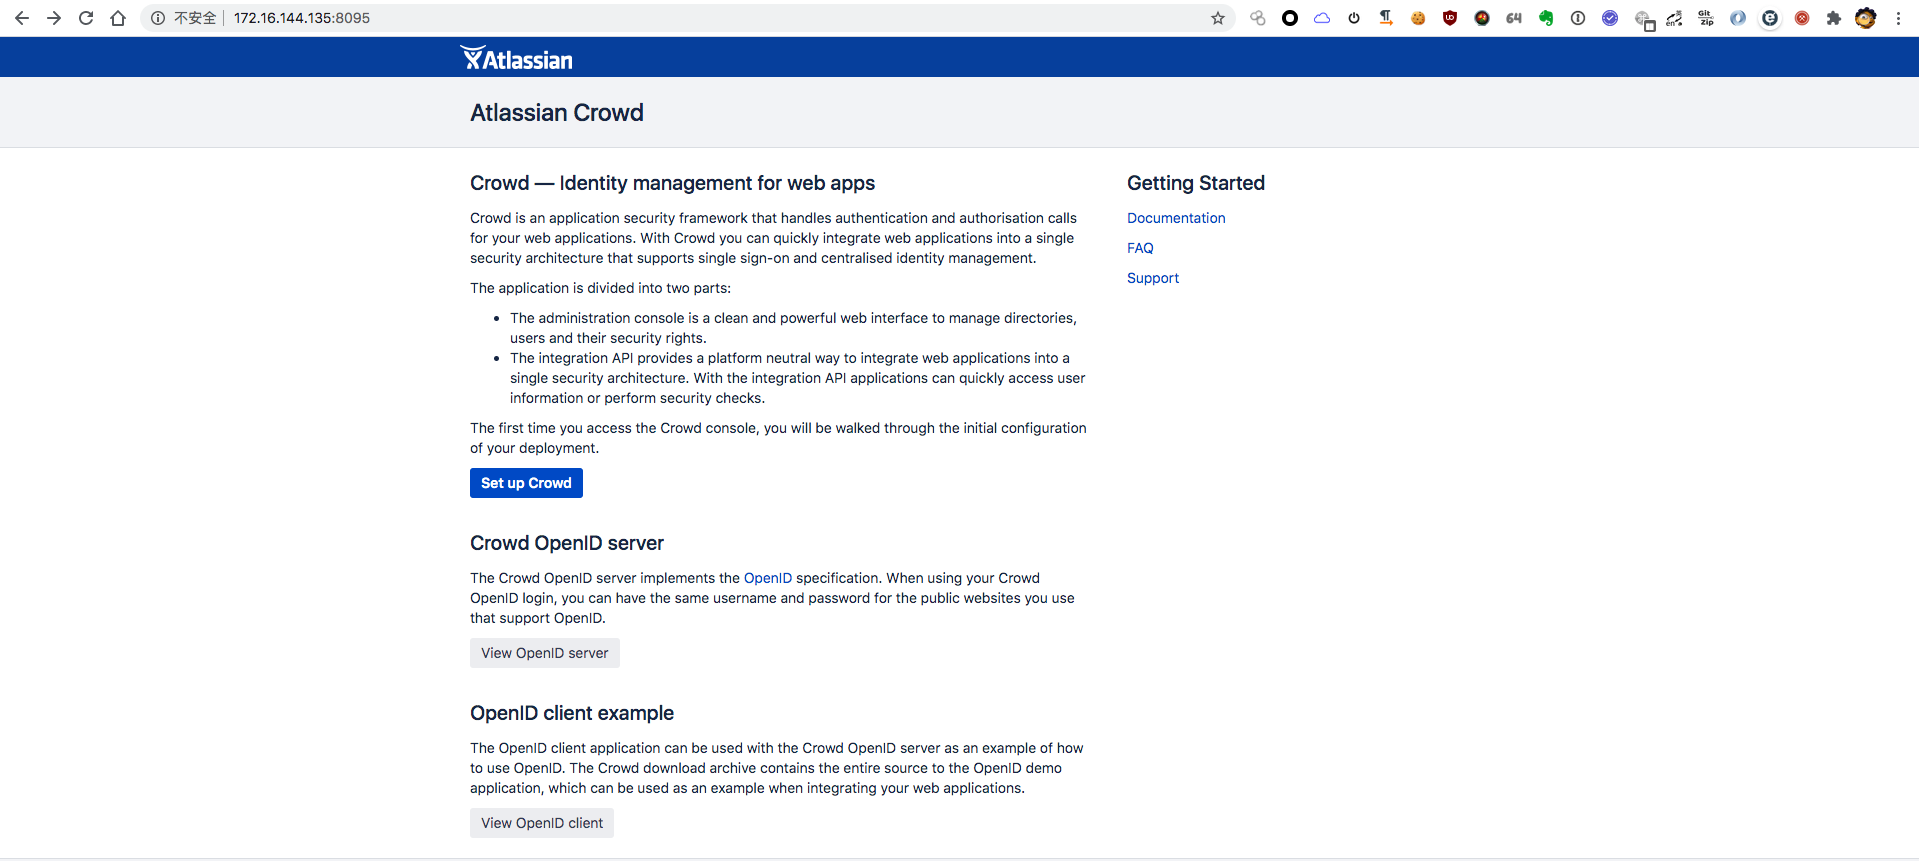 不安全 172.16.144.135:8095
64
en
Git
Zip
Atlassian
Atlassian Crowd
Crowd — Identity management for web apps
Crowd is an application security framework that handles authentication and authorisation calls
for your web applications. With Crowd you can quickly integrate web applications into a single
security architecture that supports single sign-on and centralised identity management.
The application is divided into two parts:
The administration console is a clean and powerful web interface to manage directories,
users and their security rights.
The integration API provides a platform neutral way to integrate web applications into a
single security architecture. With the integration API applications can quickly access user
information or perform security checks.
The first time you access the Crowd console, you will be walked through the initial configuration
of your deployment.
Set up Crowd
Crowd OpenID server
The Crowd OpenID server implements the OpenID specification. When using your Crowd
OpenID login, you can have the same username and password for the public websites you use
that support OpenID.
View OpenID server
OpenID client example
The OpenID client application can be used with the Crowd OpenID server as an example of how
to use OpenID. The Crowd download archive contains the entire source to the OpenID demo
application, which can be used as an example when integrating your web applications.
View OpenID client
Getting Started
Documentation
FAQ
Support